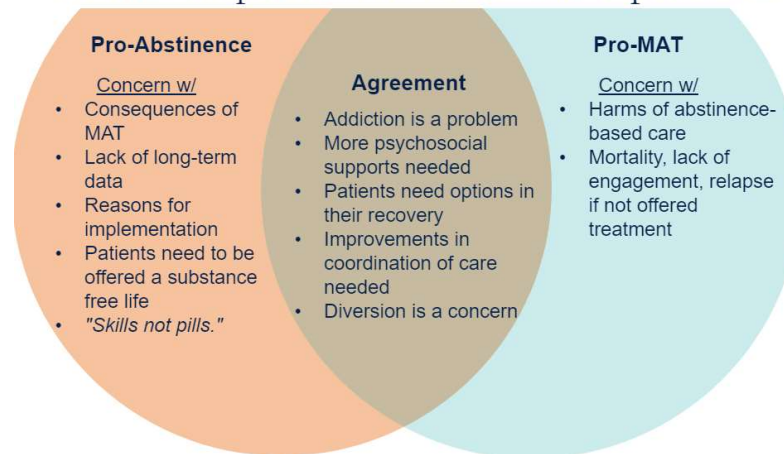 Pro-Abstinence
Concern w/
• Consequences of
MAT
• Lack of long-term
data
• Reasons for
implementation
• Patients need to be
offered a substance
free life
• "Skills not pills."
Agreement
• Addiction is a problem
• More psychosocial
supports needed
• Patients need options in
their recovery
• Improvements in
coordination of care
needed
• Diversion is a concern
Pro-MAT
Concern w/
• Harms of abstinence-
based care
• Mortality, lack of
engagement, relapse
if not offered
treatment